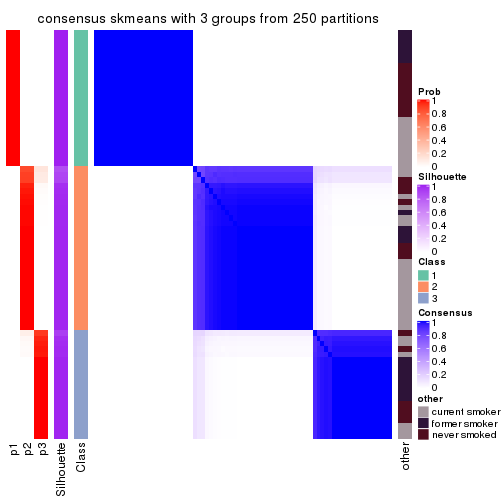 consensus skmeans with 3 groups from 250 partitions
Prob
1
0.8
0.6
0.4
0.2
0
Silhouette
1
0.8
0.6
0.4
0.2
0
Class
1
2
3
Consensus
1
0.8
0.6
0.4
0.2
0
other
current smoker
former smoker
never smoked
p1
p2
p3
Silhouette
Class
other